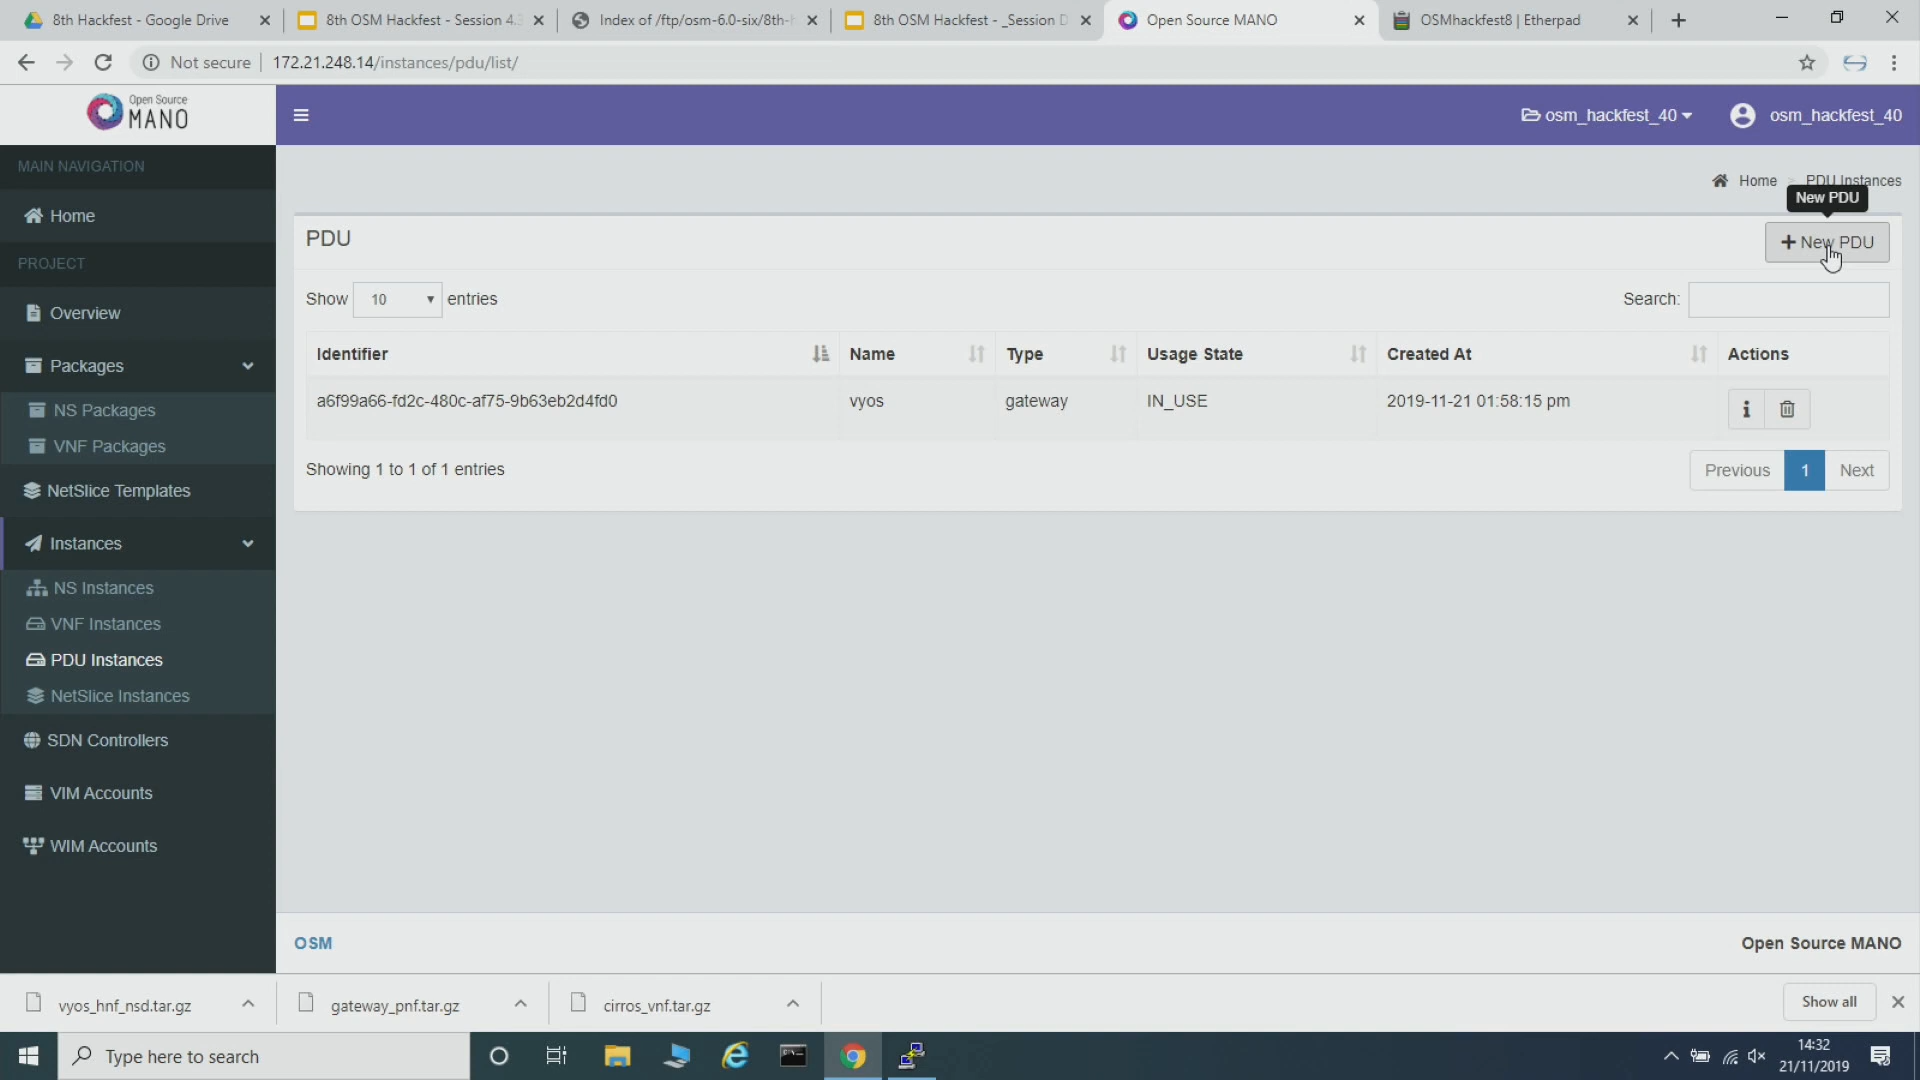 8th Hackfest - Google Drive
8th OSM Hackfest - Session 4.3
Index of /ftp/osm-6.0-six/8th-h
8th OSM Hackfest - _Session D
Open Source MANO
OSMhackfest8 | Etherpad
Not secure
172.21.248.14/instances/pdu/list/
Open Source
MANO
osm_hackfest_40
osm_hackfest_40
MAIN NAVIGATION
Home
PROJECT
Overview
Packages
NS Packages
VNF Packages
NetSlice Templates
Instances
NS Instances
VNF Instances
PDU Instances
NetSlice Instances
SDN Controllers
VIM Accounts
WIM Accounts
Home > PDU Instances
New PDU
PDU
+ New PDU
Show 10 entries
Search:
Identifier Name Type Usage State Created At Actions
a6f99a66-fd2c-480c-af75-9b63eb2d4fd0 vyos gateway IN_USE 2019-11-21 01:58:15 pm
Showing 1 to 1 of 1 entries
Previous 1 Next
OSM
Open Source MANO
vyos_hnf_nsd.tar.gz
gateway_pnf.tar.gz
cirros_vnf.tar.gz
Show all
Type here to search
14:32
21/11/2019